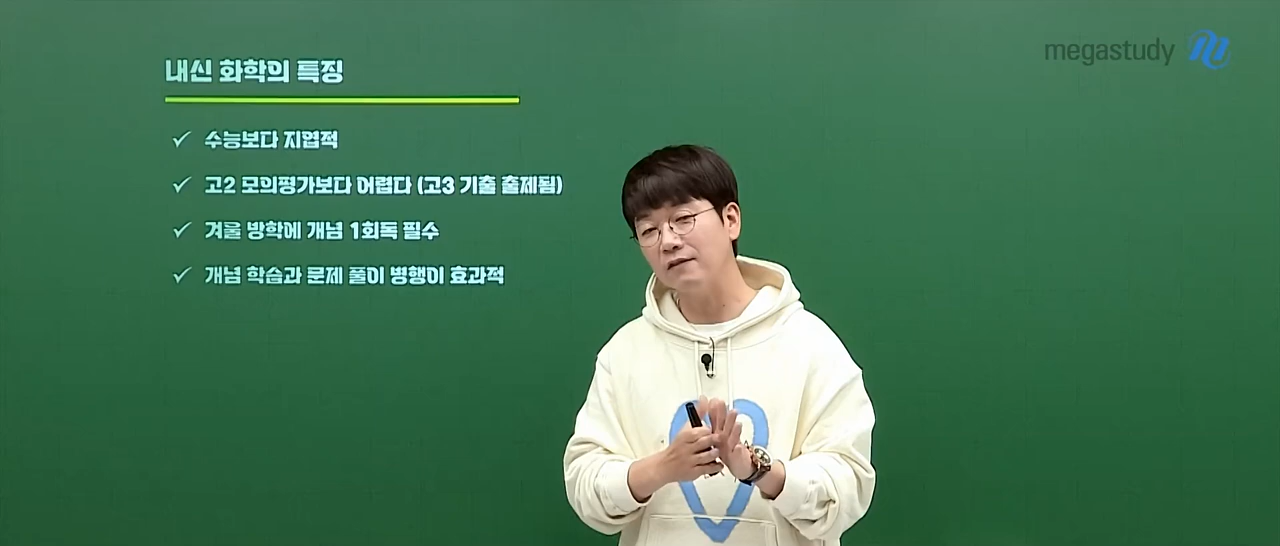 megastudy
내신 화학의 특징
수능보다 지엽적
고2 모의평가보다 어렵다 (고3 기출 출제됨)
겨울 방학에 개념 1회독 필수
개념 학습과 문제 풀이 병행이 효과적